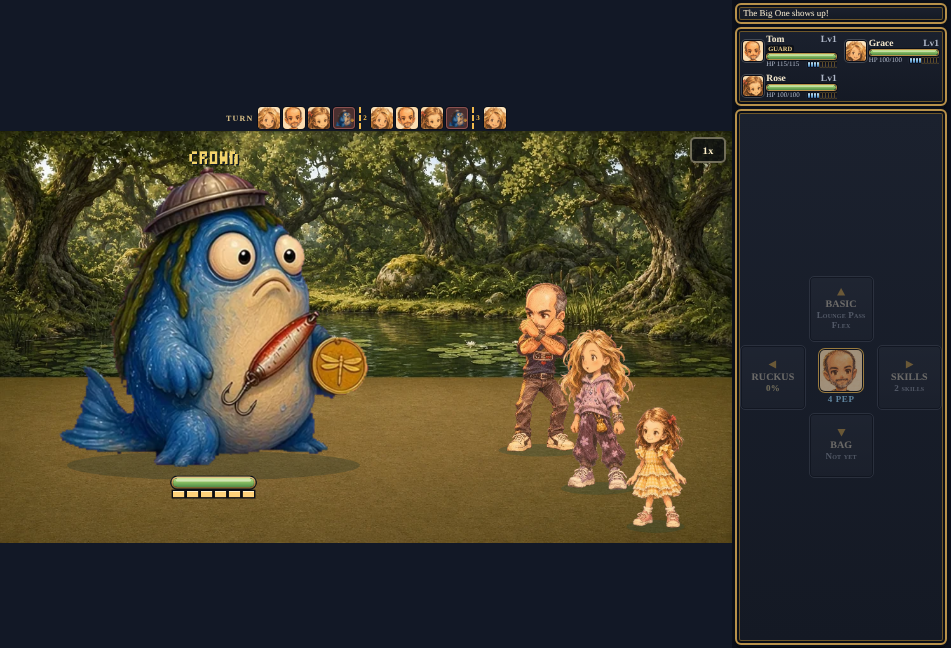 The Big One shows up!
Tom Lv1
GUARD
HP 115/115
Grace Lv1
HP 100/100
Rose Lv1
HP 100/100
TURN 2 3
CROWN
1x
▲
BASIC
Lounge Pass
Flex
◀
RUCKUS
0%
4 PEP
▶
SKILLS
2 skills
▼
BAG
Not yet